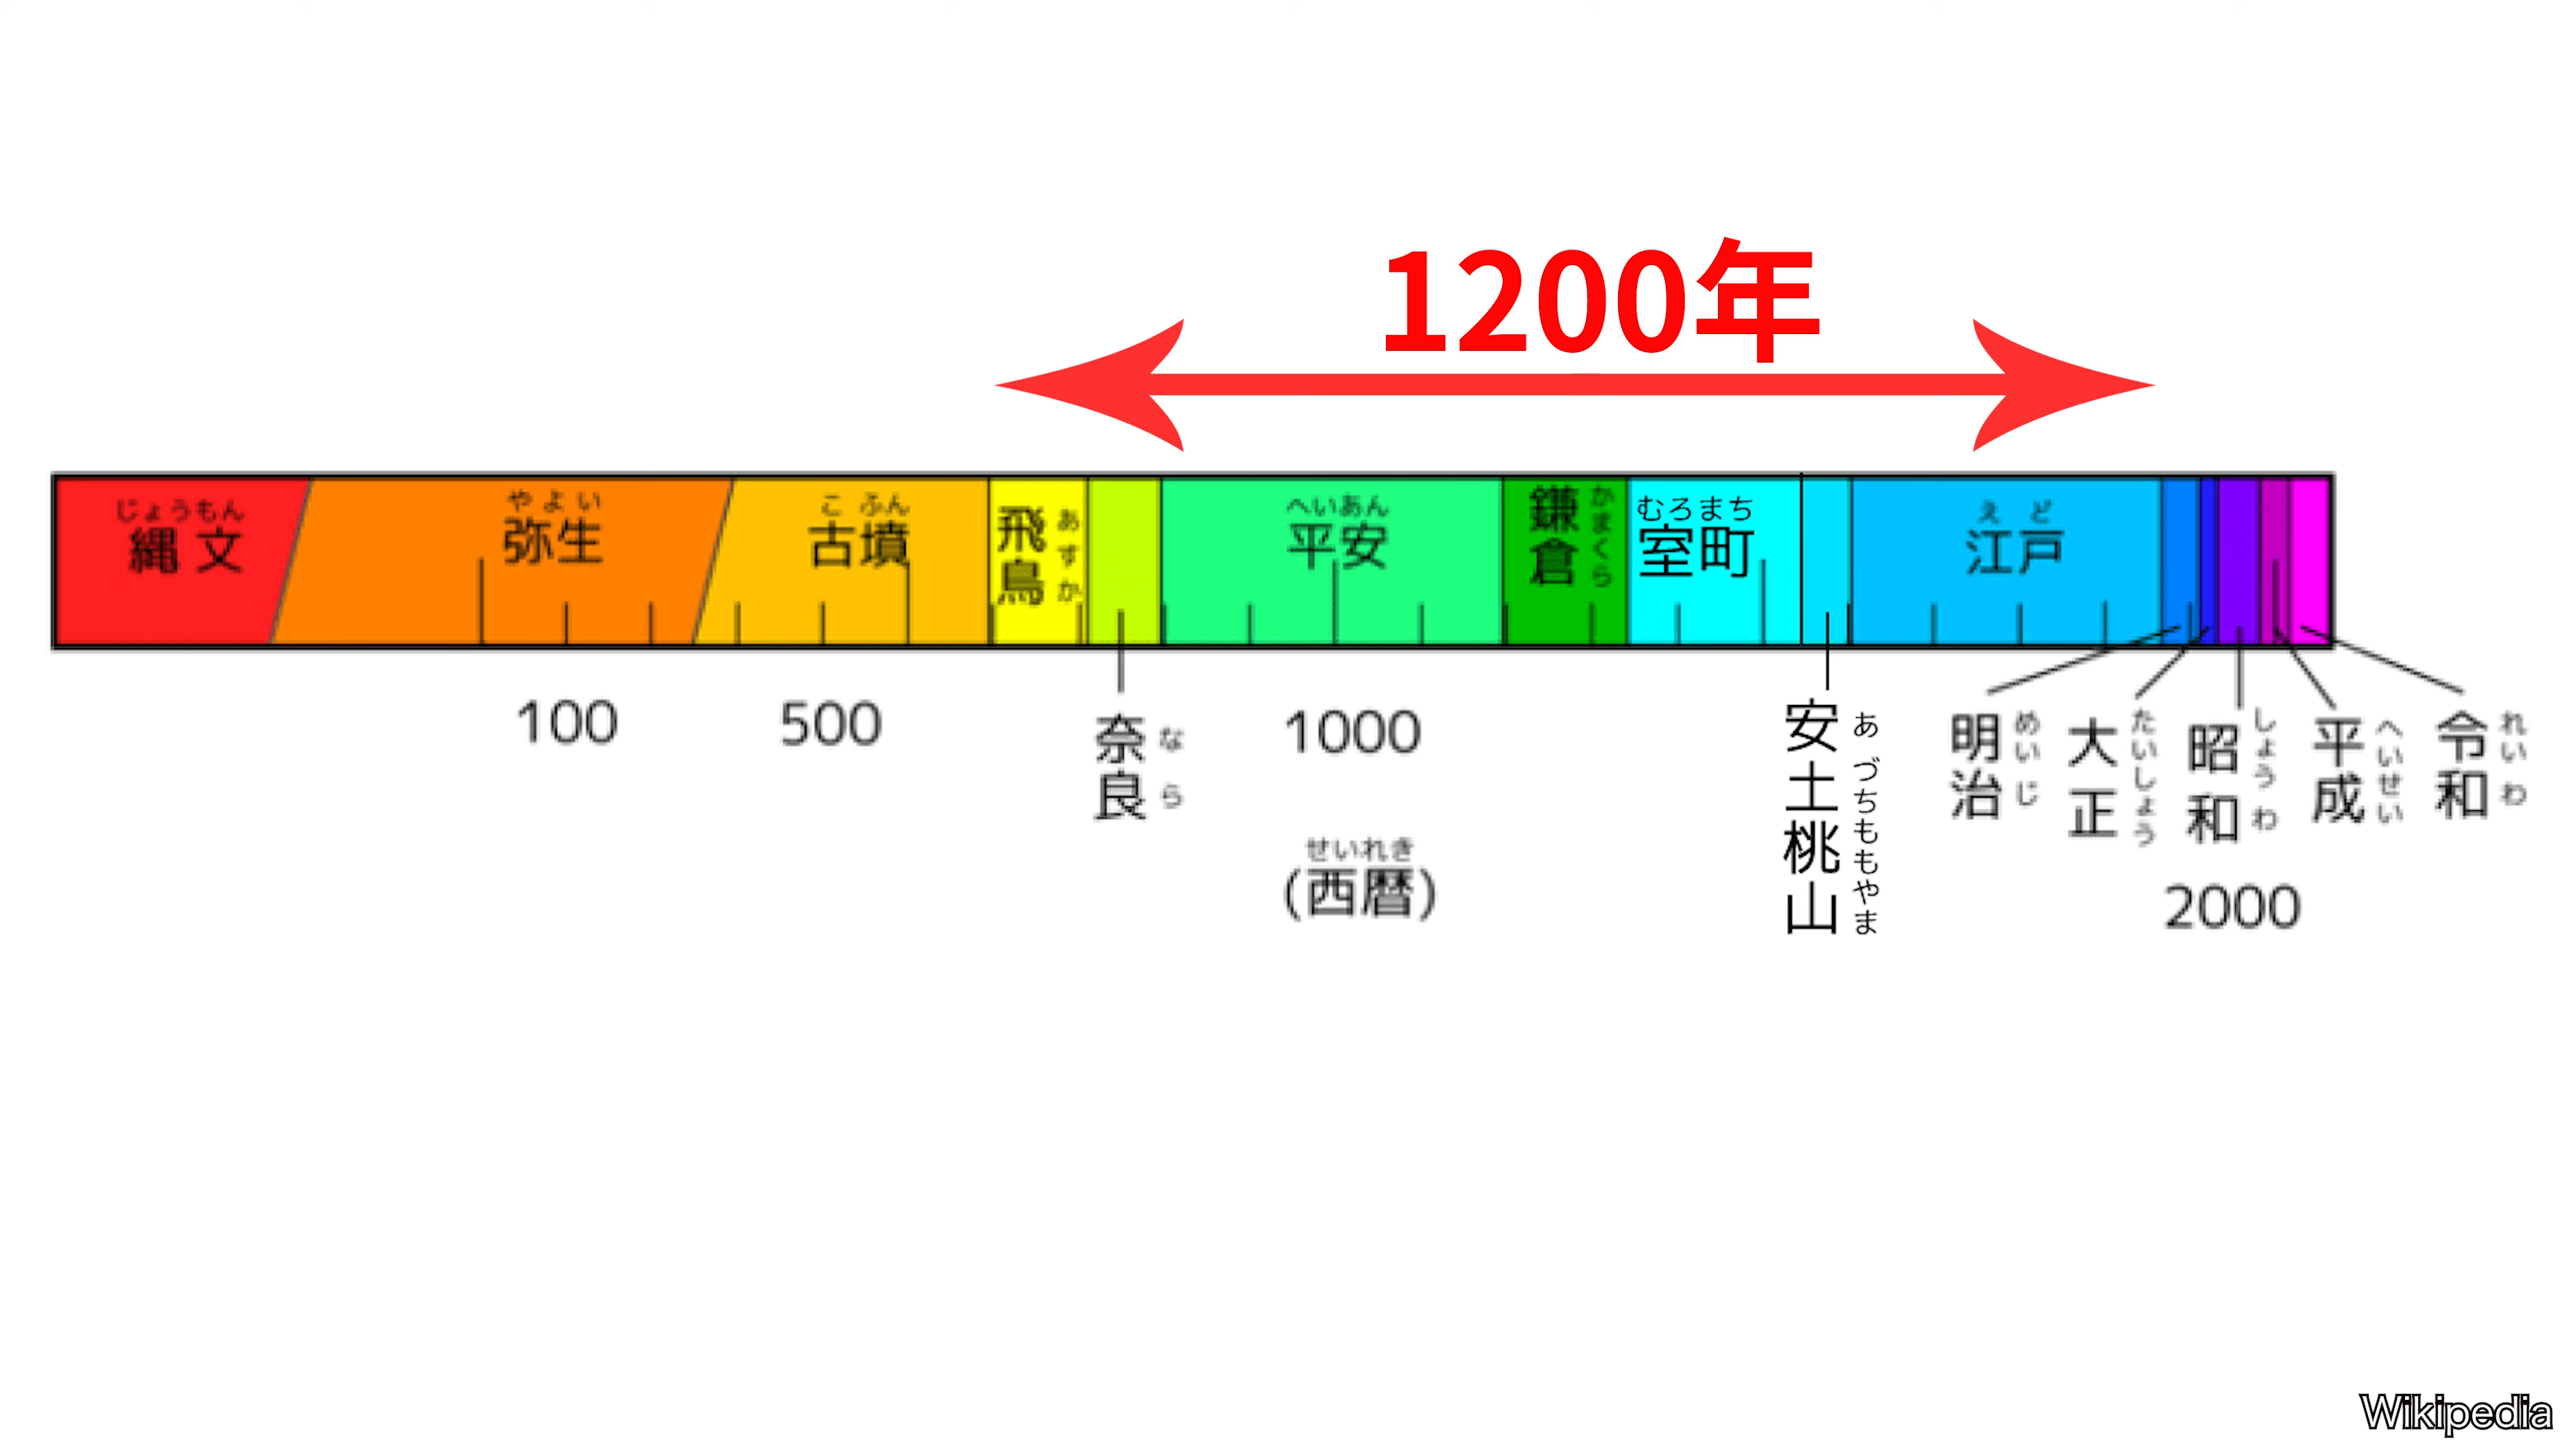 1200年
じょうもん
縄文
やよい
弥生
こふん
古墳
飛鳥
あすか
へいあん
平安
鎌倉
かまくら
むろまち
室町
えど
江戸
100
500
奈良
なら
1000
(西暦)
せいれき
安土桃山
あづちももやま
明治
めいじ
大正
たいしょう
昭和
しょうわ
平成
へいせい
令和
れいわ
2000
Wikipedia